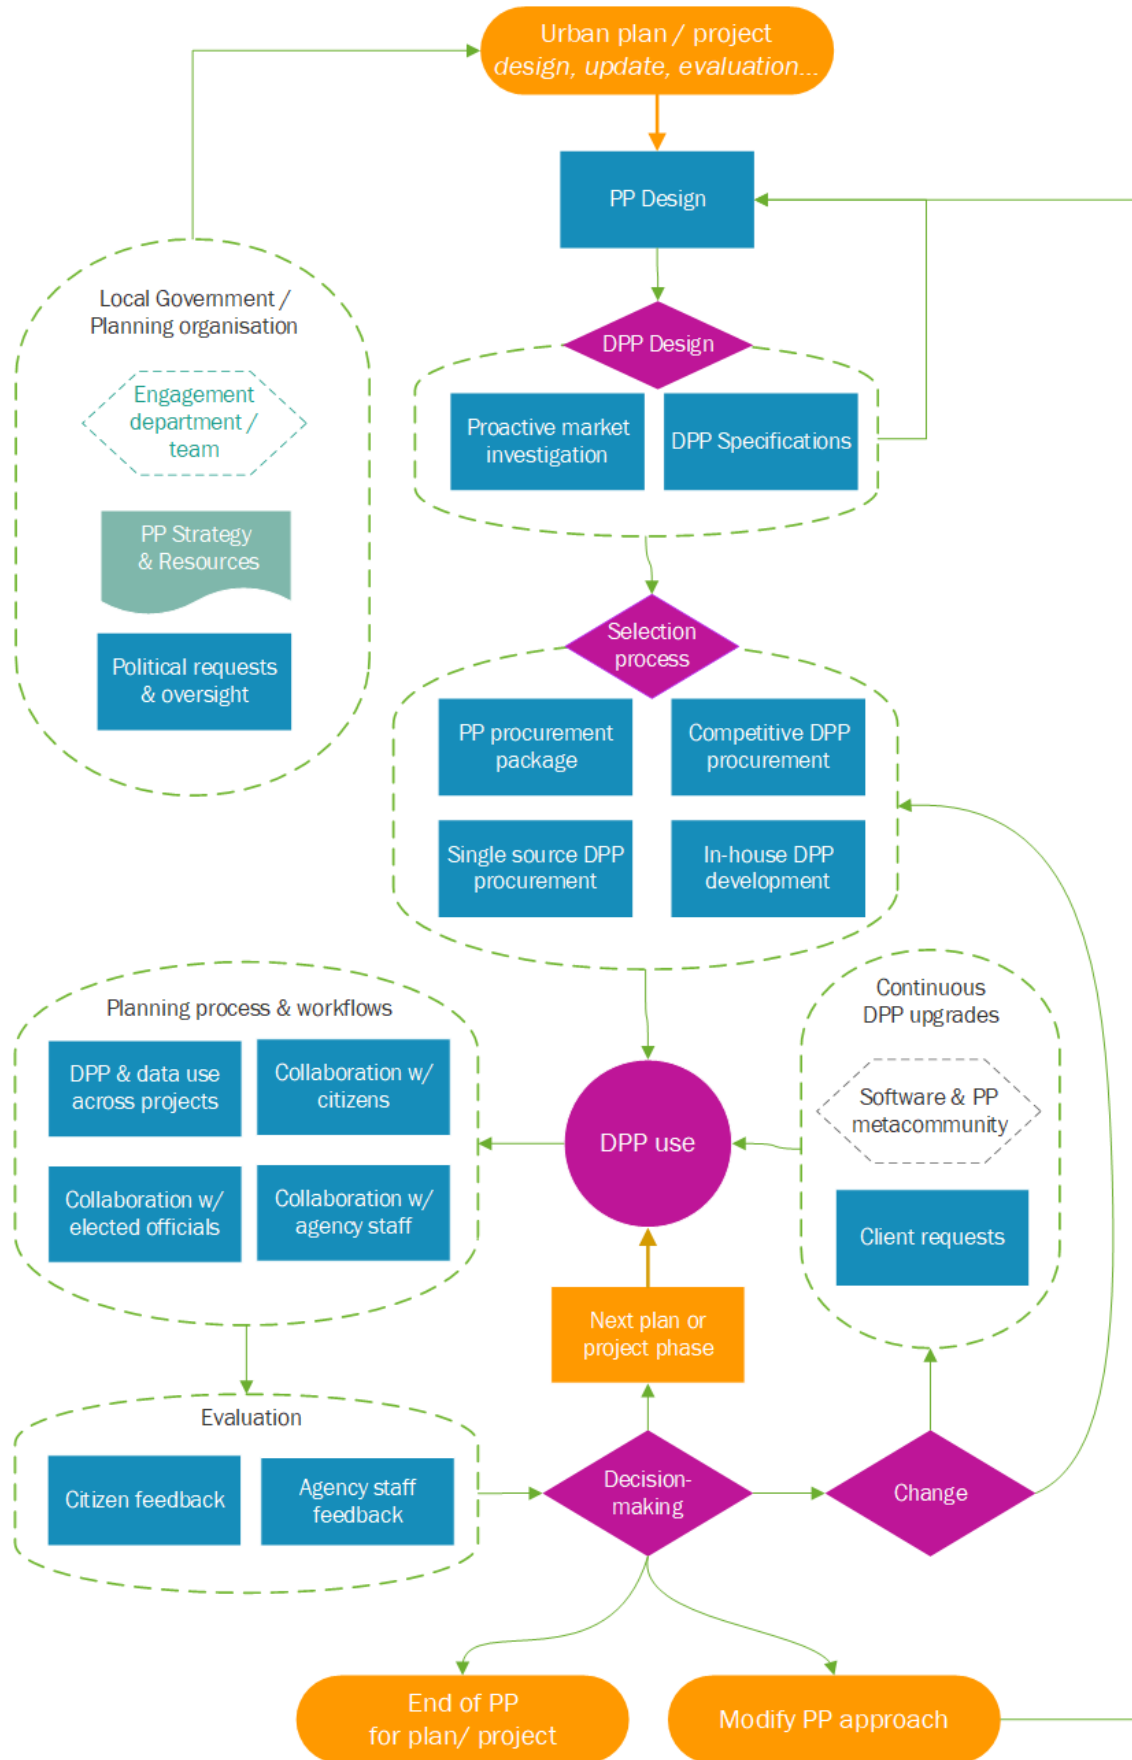 Urban plan / project
design, update, evaluation...
PP Design
Local Government /
Planning organisation
Engagement
department /
team
PP Strategy
& Resources
Political requests
& oversight
DPP Design
Proactive market
investigation
DPP Specifications
Selection
process
PP procurement
package
Competitive DPP
procurement
Single source DPP
procurement
In-house DPP
development
Planning process & workflows
DPP & data use
across projects
Collaboration w/
citizens
Collaboration w/
elected officials
Collaboration w/
agency staff
DPP use
Continuous
DPP upgrades
Software & PP
metacommunity
Client requests
Next plan or
project phase
Evaluation
Citizen feedback
Agency staff
feedback
Decision-
making
Change
End of PP
for plan/ project
Modify PP approach